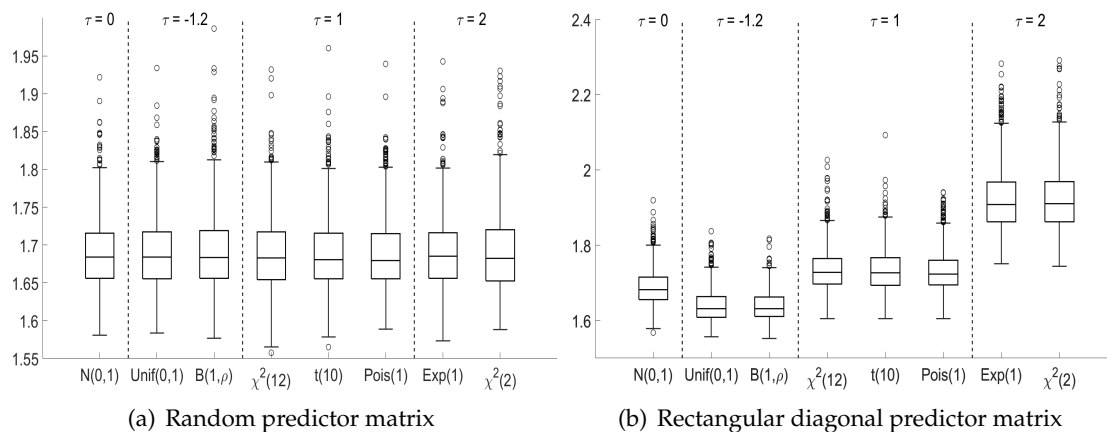 τ = 0 τ = -1.2 τ = 1 τ = 2
1.95
1.9
1.85
1.8
1.75
1.7
1.65
1.6
1.55
N(0,1) Unif(0,1) B(1,ρ) χ²(12) t(10) Pois(1) Exp(1) χ²(2)
(a) Random predictor matrix
τ = 0 τ = -1.2 τ = 1 τ = 2
2.4
2.2
2
1.8
1.6
N(0,1) Unif(0,1) B(1,ρ) χ²(12) t(10) Pois(1) Exp(1) χ²(2)
(b) Rectangular diagonal predictor matrix